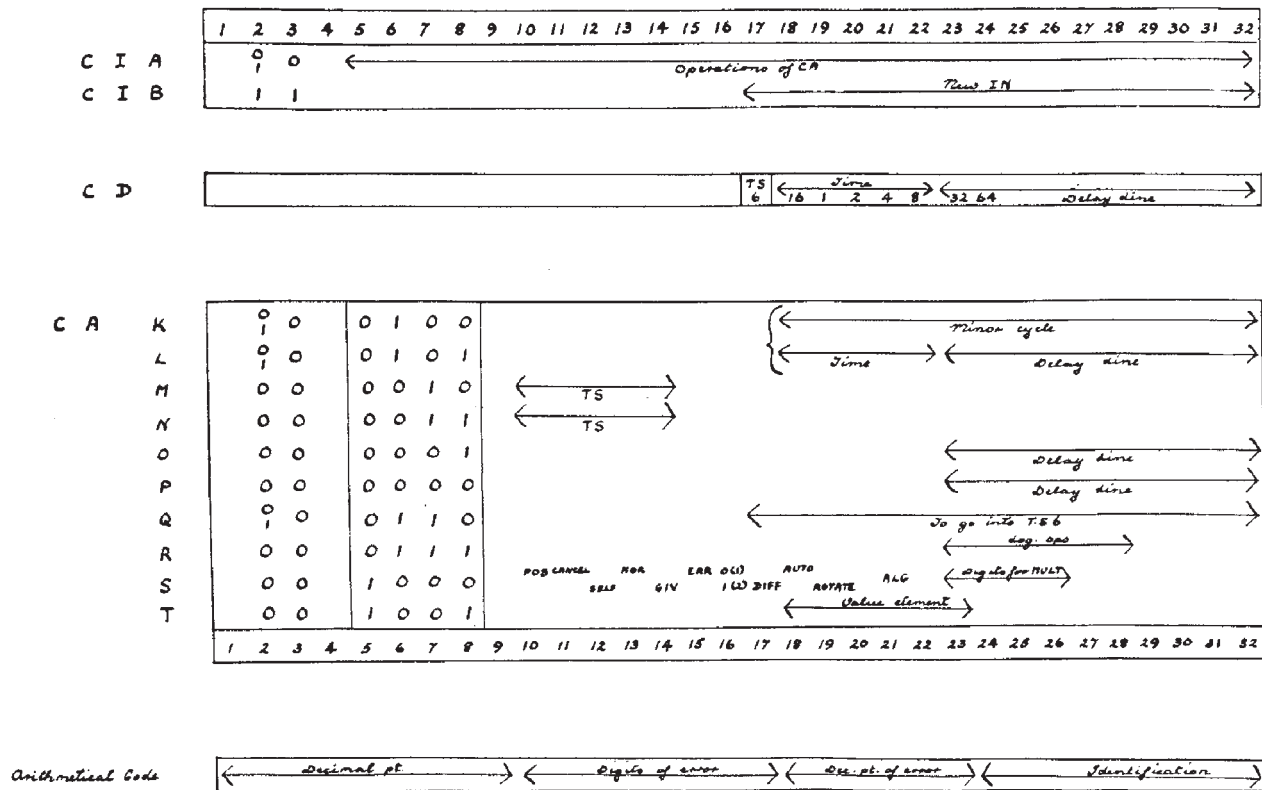 1 2 3 4 5 6 7 8 9 10 11 12 13 14 15 16 17 18 19 20 21 22 23 24 25 26 27 28 29 30 31 32
C I A 0 1 0 Operations of CA
C I B 1 1 New IN
C D TS 6 Time 16 1 2 4 8 32 64 Delay Line
C A K 0 1 0 0 1 0 0 Minor cycle
L 0 1 0 0 1 0 1 Time Delay Line
M 0 0 0 0 1 0 TS
N 0 0 0 0 1 1 TS
O 0 0 0 0 0 1 Delay Line
P 0 0 0 0 0 0 Delay Line
Q 0 1 0 0 1 1 0 To go into T.S 6
R 0 0 0 1 1 1 Log. ops
S 0 0 1 0 0 0 POS CANCEL SELF MOR GIV ERR 0(1) 1(2) DIFF AUTO ROTATE ALG Digits for MULT
T 0 0 1 0 0 1 Value element
1 2 3 4 5 6 7 8 9 10 11 12 13 14 15 16 17 18 19 20 21 22 23 24 25 26 27 28 29 30 31 32
Arithmetical Code Decimal pt. Digits of error Dec. pt. of error Identification